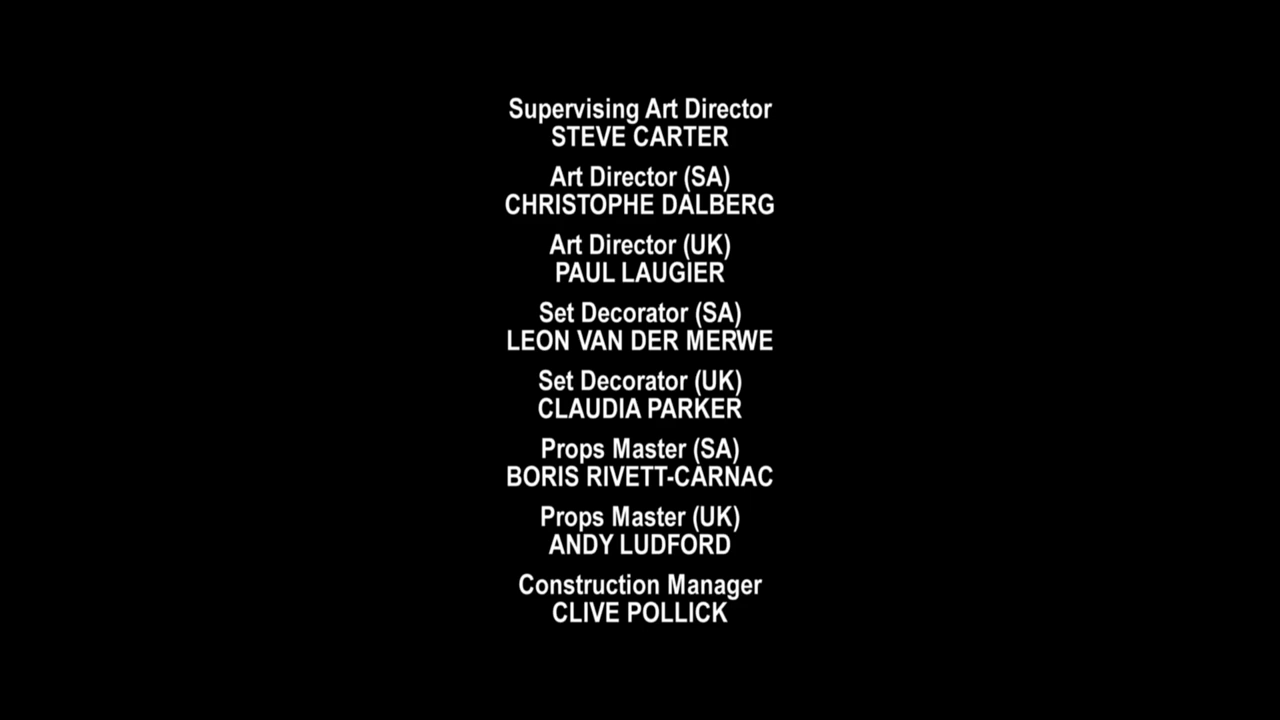 Supervising Art Director
STEVE CARTER
Art Director (SA)
CHRISTOPHE DALBERG
Art Director (UK)
PAUL LAUGIER
Set Decorator (SA)
LEON VAN DER MERWE
Set Decorator (UK)
CLAUDIA PARKER
Props Master (SA)
BORIS RIVETT-CARNAC
Props Master (UK)
ANDY LUDFORD
Construction Manager
CLIVE POLLICK